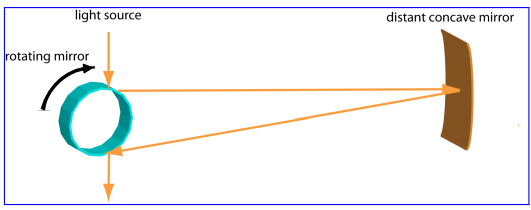 light source
distant concave mirror
rotating mirror